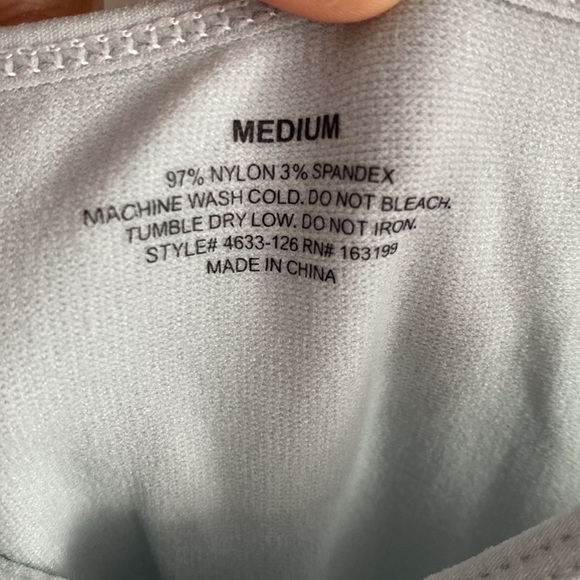 MEDIUM
97% NYLON 3% SPANDEX
MACHINE WASH COLD. DO NOT BLEACH.
TUMBLE DRY LOW. DO NOT IRON.
STYLE# 4633-126 RN# 163199
MADE IN CHINA